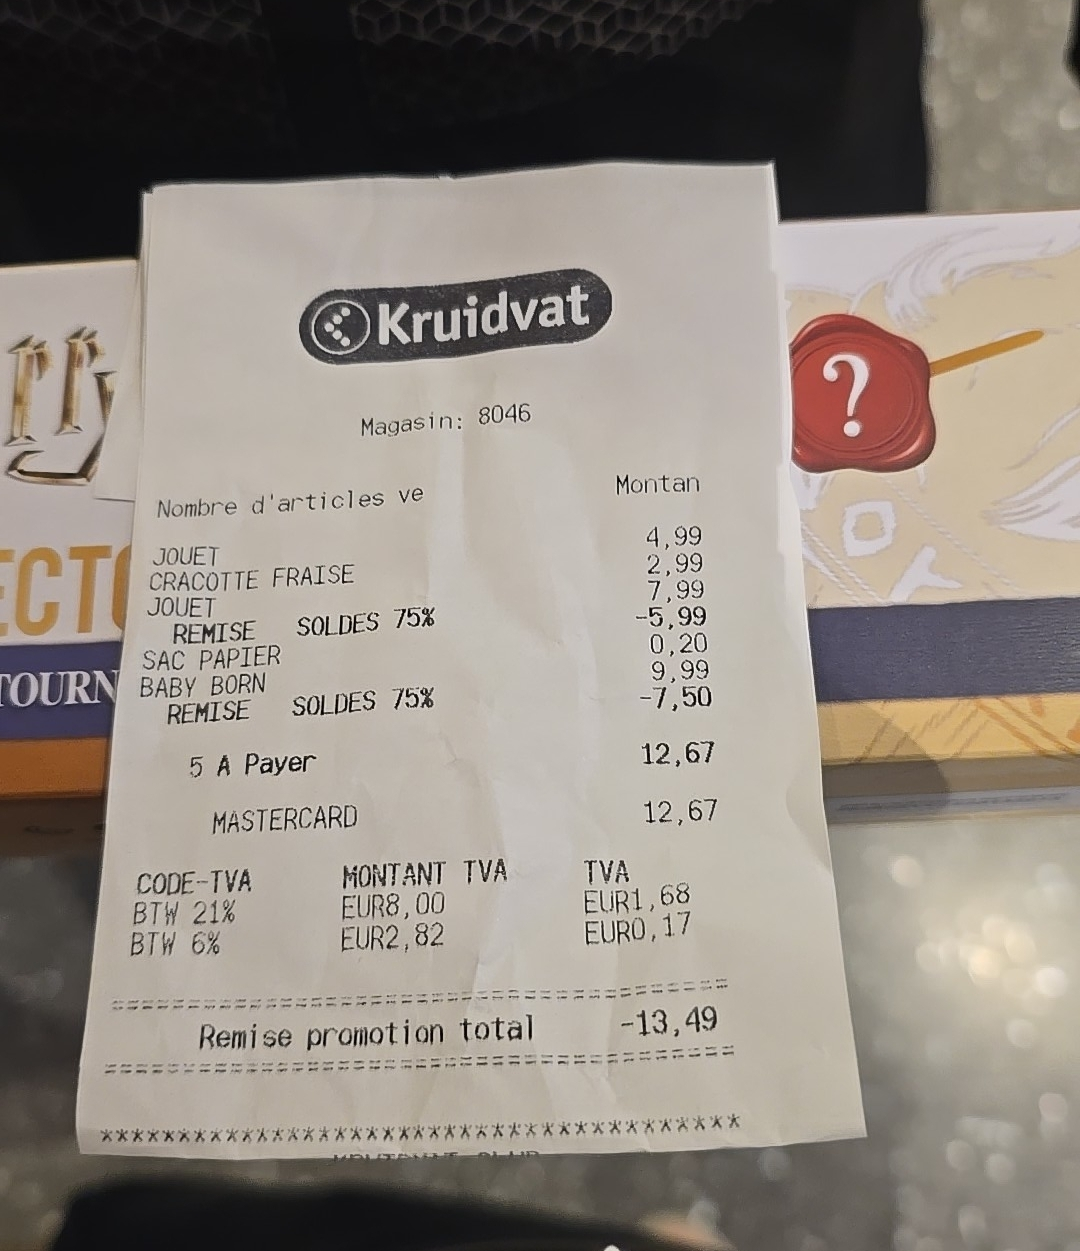 Kruidvat
Magasin: 8046
Nombre d'articles ve Montan
JOUET 4,99
CRACOTTE FRAISE 2,99
JOUET 7,99
REMISE SOLDES 75% -5,99
SAC PAPIER 0,20
BABY BORN 9,99
REMISE SOLDES 75% -7,50
5 A Payer 12,67
MASTERCARD 12,67
CODE-TVA MONTANT TVA TVA
BTW 21% EUR8,00 EUR1,68
BTW 6% EUR2,82 EUR0,17
Remise promotion total -13,49
?